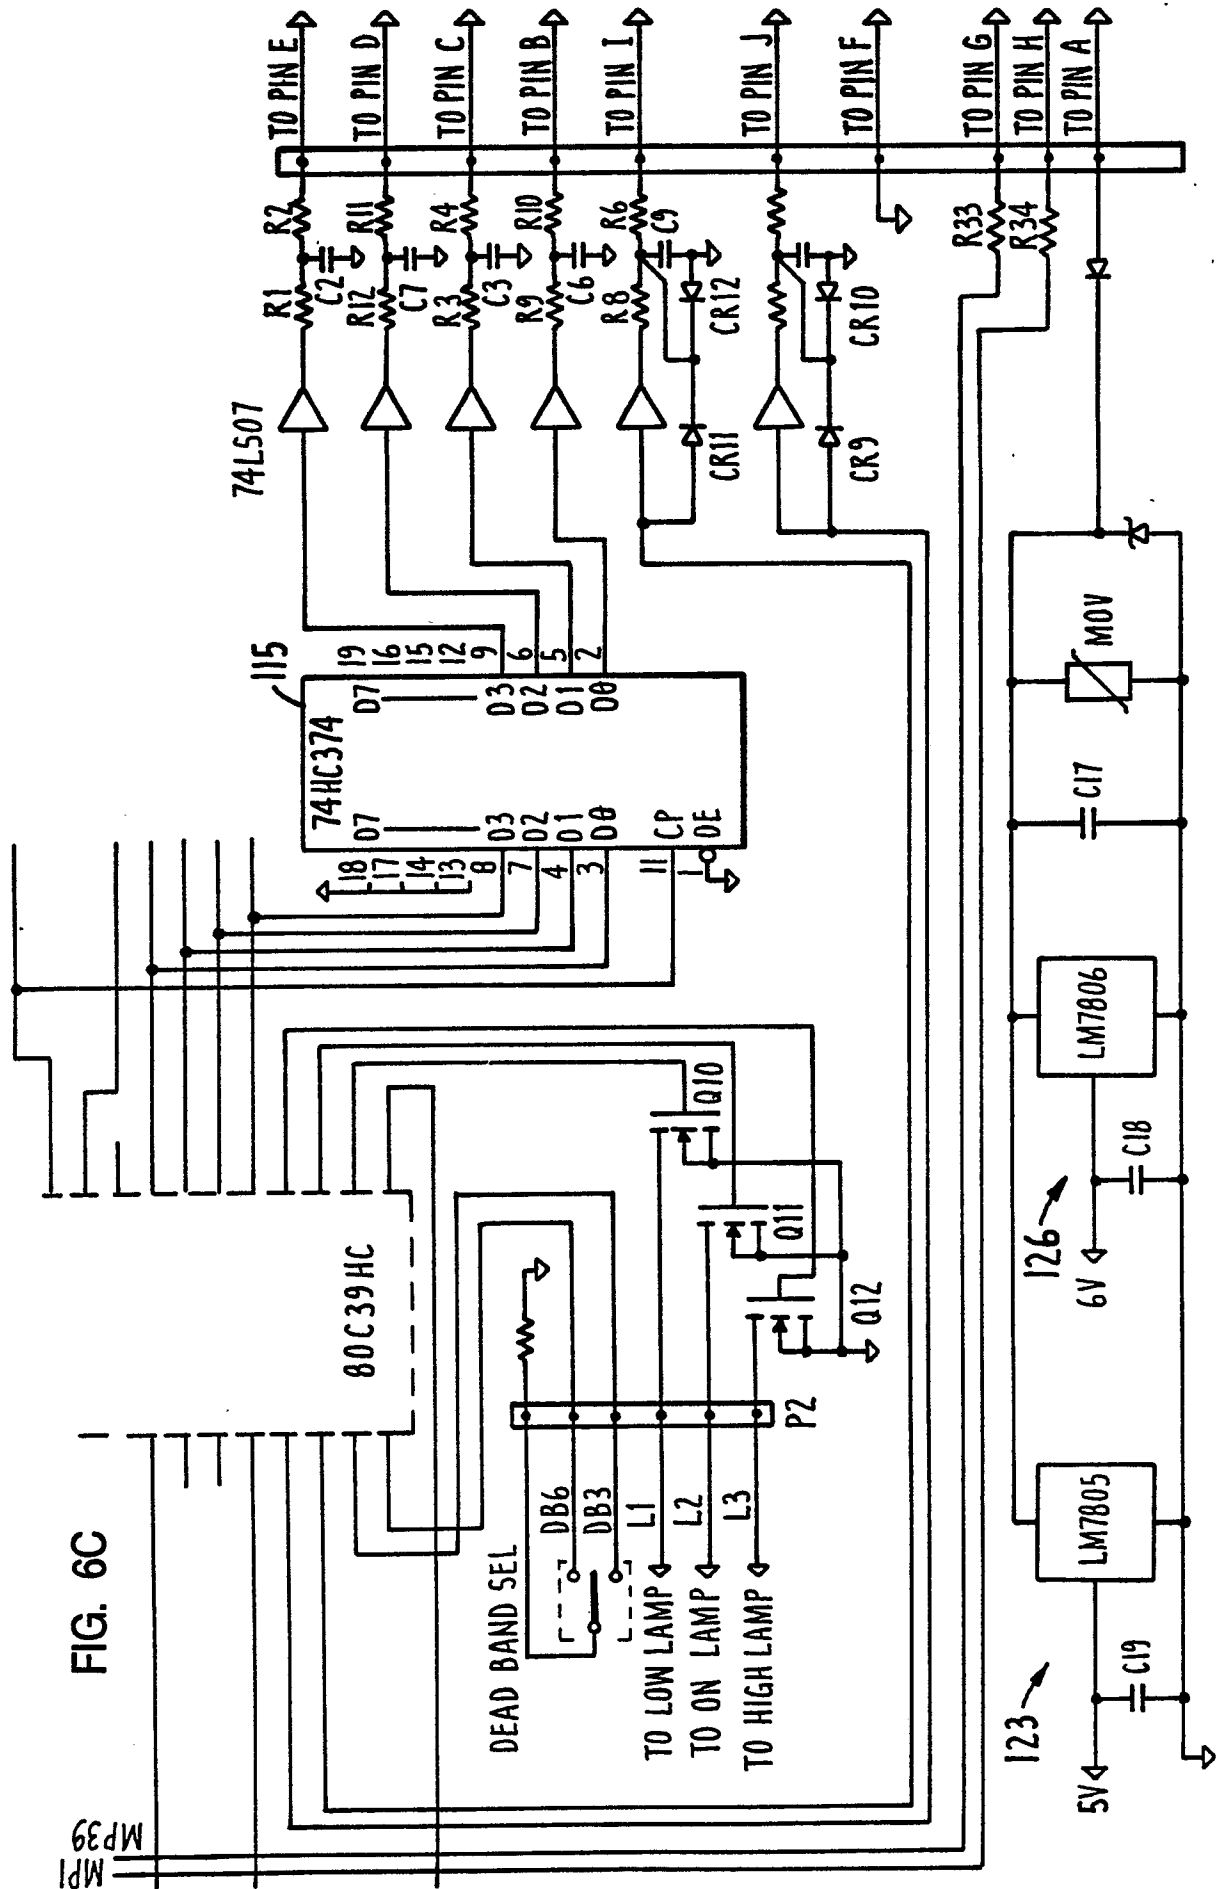 FIG. 6C
MP1
MP39
80C39HC
74HC374
115
D7
D3
D2
D1
D0
CP
OE
18
17
14
13
8
7
4
3
11
1
D7
D3
D2
D1
D0
19
16
15
12
9
6
5
2
74LS07
R1
R2
C2
TO PIN E
R12
R11
C7
TO PIN D
R3
R4
C3
TO PIN C
R9
R10
C6
TO PIN B
R8
R6
C9
TO PIN I
CR11
CR12
TO PIN J
CR9
CR10
TO PIN F
R33
TO PIN G
R34
TO PIN H
TO PIN A
DEAD BAND SEL
DB6
DB3
L1
L2
L3
TO LOW LAMP
TO ON LAMP
TO HIGH LAMP
P2
Q10
Q11
Q12
123
5V
C19
LM7805
126
6V
C18
LM7806
C17
MOV